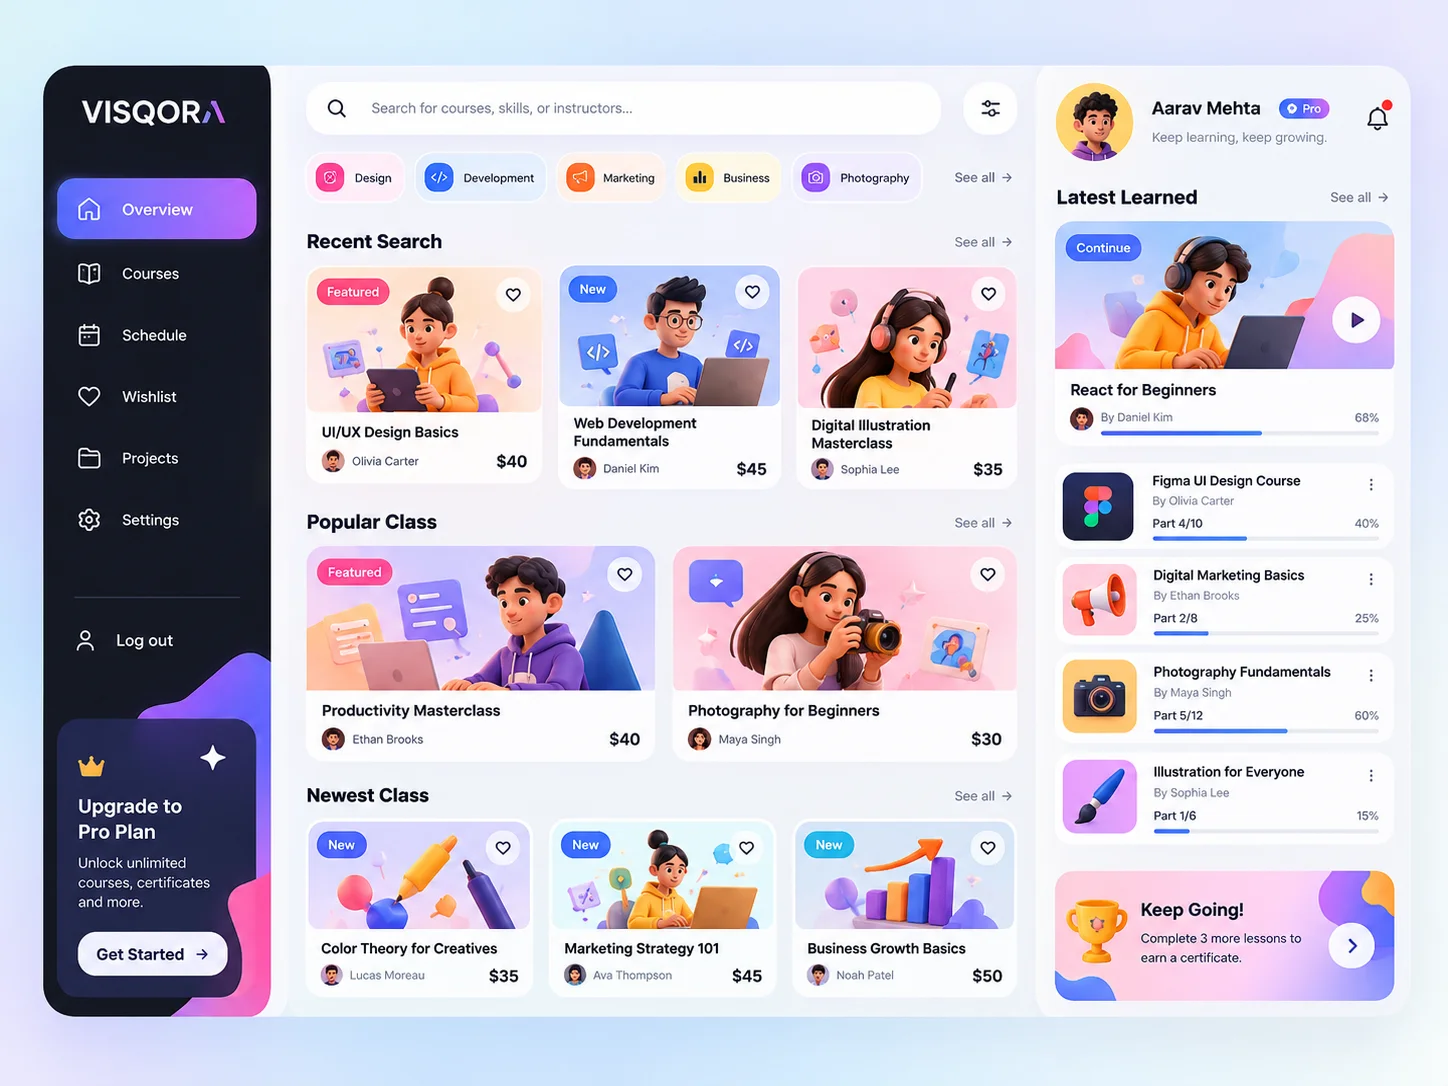 VISQORA
Overview
Courses
Schedule
Wishlist
Projects
Settings
Log out
Upgrade to
Pro Plan
Unlock unlimited
courses, certificates
and more.
Get Started
Search for courses, skills, or instructors...
Design
Development
Marketing
Business
Photography
See all
Recent Search
See all
Featured
UI/UX Design Basics
Olivia Carter
$40
New
Web Development
Fundamentals
Daniel Kim
$45
Digital Illustration
Masterclass
Sophia Lee
$35
Popular Class
See all
Featured
Productivity Masterclass
Ethan Brooks
$40
Photography for Beginners
Maya Singh
$30
Newest Class
See all
New
Color Theory for Creatives
Lucas Moreau
$35
New
Marketing Strategy 101
Ava Thompson
$45
New
Business Growth Basics
Noah Patel
$50
Aarav Mehta
Pro
Keep learning, keep growing.
Latest Learned
See all
Continue
React for Beginners
By Daniel Kim
68%
Figma UI Design Course
By Olivia Carter
Part 4/10
40%
Digital Marketing Basics
By Ethan Brooks
Part 2/8
25%
Photography Fundamentals
By Maya Singh
Part 5/12
60%
Illustration for Everyone
By Sophia Lee
Part 1/6
15%
Keep Going!
Complete 3 more lessons to
earn a certificate.